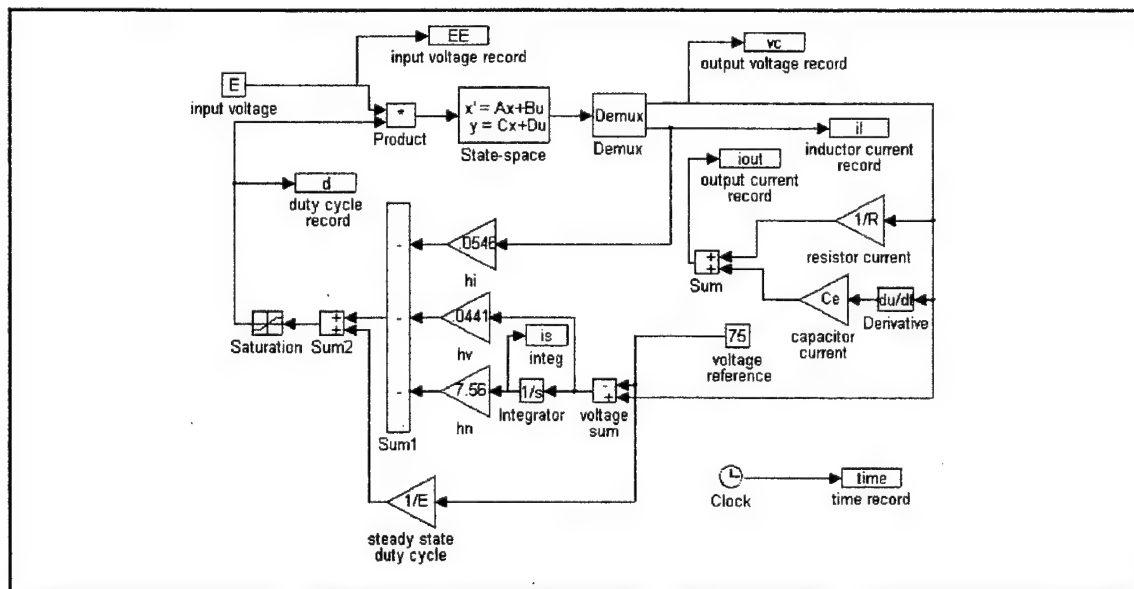 EE
input voltage record
vc
output voltage record
E
input voltage
*
Product
x' = Ax+Bu
y = Cx+Du
State-space
Demux
Demux
il
inductor current
record
iout
output current
record
d
duty cycle
record
1/R
resistor current
-
.0546
hi
+
+
Sum
Ce
capacitor
current
du/dt
Derivative
Saturation
+
+
Sum2
-
.0441
hv
is
integ
75
voltage
reference
-
7.56
hn
1/s
Integrator
-
+
voltage
sum
Sum1
1/E
steady state
duty cycle
Clock
time
time record